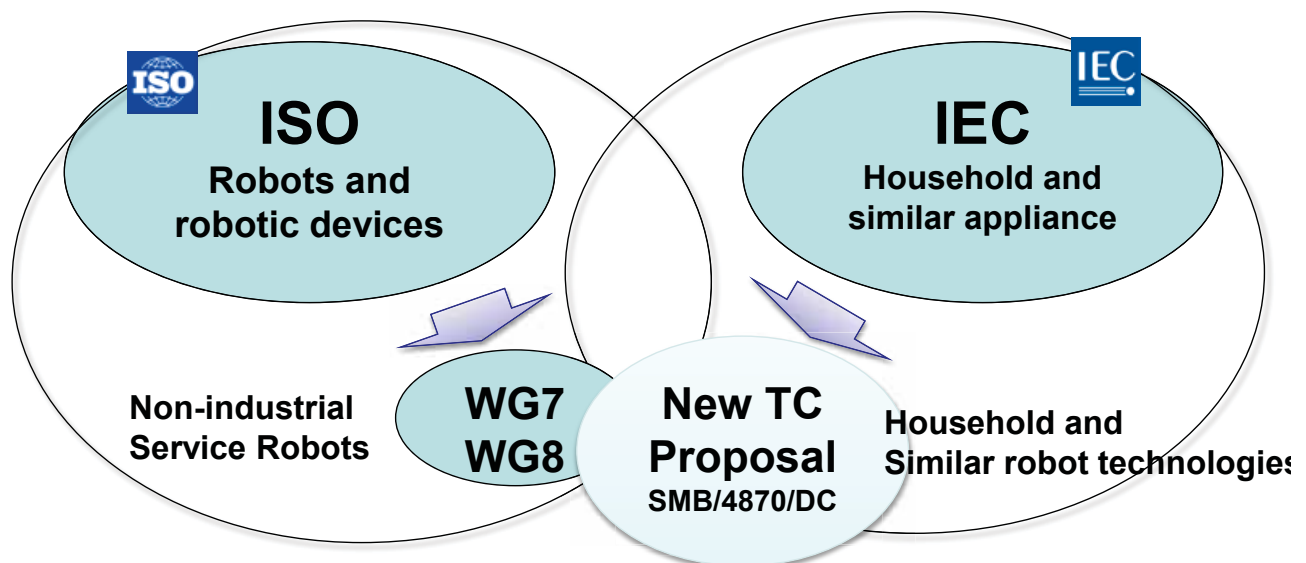 ISO
ISO
Robots and
robotic devices
IEC
IEC
Household and
similar appliance
Non-industrial
Service Robots
WG7
WG8
New TC
Proposal
SMB/4870/DC
Household and
Similar robot technologies